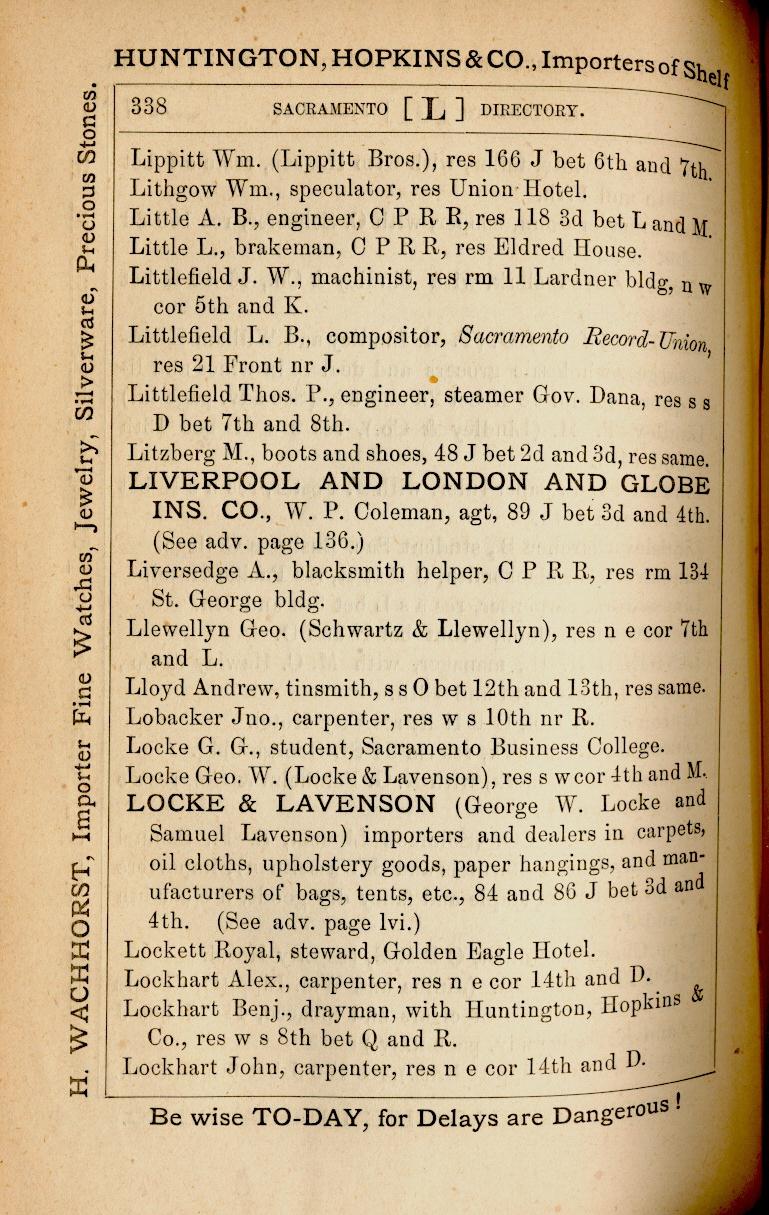 HUNTINGTON, HOPKINS & CO., Importers of Shelf
338 SACRAMENTO [ L ] DIRECTORY.
Lippitt Wm. (Lippitt Bros.), res 166 J bet 6th and 7th.
Lithgow Wm., speculator, res Union Hotel.
Little A. B., engineer, C P R R, res 118 3d bet L and M.
Little L., brakeman, C P R R, res Eldred House.
Littlefield J. W., machinist, res rm 11 Lardner bldg, n w
cor 5th and K.
Littlefield L. B., compositor, Sacramento Record-Union,
res 21 Front nr J.
Littlefield Thos. P., engineer, steamer Gov. Dana, res s s
D bet 7th and 8th.
Litzberg M., boots and shoes, 48 J bet 2d and 3d, res same.
LIVERPOOL AND LONDON AND GLOBE
INS. CO., W. P. Coleman, agt, 89 J bet 3d and 4th.
(See adv. page 136.)
Liversedge A., blacksmith helper, C P R R, res rm 134
St. George bldg.
Llewellyn Geo. (Schwartz & Llewellyn), res n e cor 7th
and L.
Lloyd Andrew, tinsmith, s s O bet 12th and 13th, res same.
Lobacker Jno., carpenter, res w s 10th nr R.
Locke G. G., student, Sacramento Business College.
Locke Geo. W. (Locke & Lavenson), res s w cor 4th and M.
LOCKE & LAVENSON (George W. Locke and
Samuel Lavenson) importers and dealers in carpets,
oil cloths, upholstery goods, paper hangings, and man-
ufacturers of bags, tents, etc., 84 and 86 J bet 3d and
4th. (See adv. page lvi.)
Lockett Royal, steward, Golden Eagle Hotel.
Lockhart Alex., carpenter, res n e cor 14th and D.
Lockhart Benj., drayman, with Huntington, Hopkins &
Co., res w s 8th bet Q and R.
Lockhart John, carpenter, res n e cor 14th and D.
Be wise TO-DAY, for Delays are Dangerous !
H. WACHHORST, Importer Fine Watches, Jewelry, Silverware, Precious Stones.